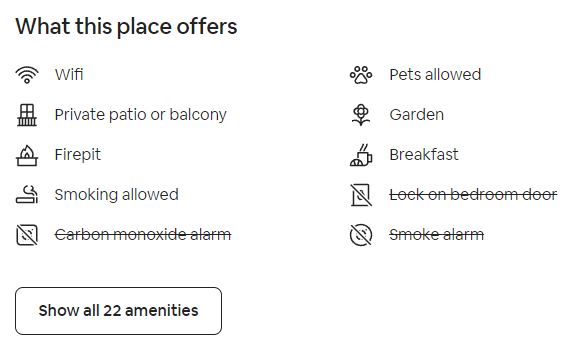 What this place offers
Wifi
Pets allowed
Private patio or balcony
Garden
Firepit
Breakfast
Smoking allowed
Lock on bedroom door
Carbon monoxide alarm
Smoke alarm
Show all 22 amenities